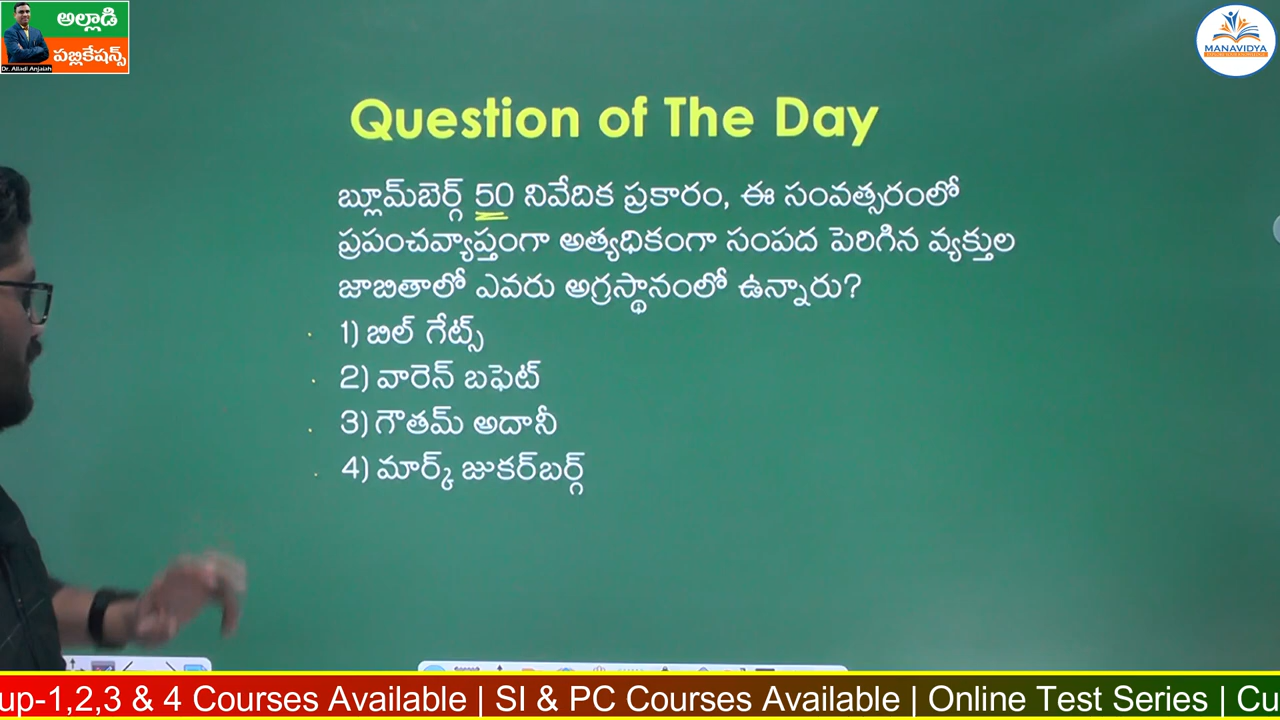 అల్లాడి
పబ్లికేషన్స్
Dr. Alladi Anjaiah
MANAVIDYA
Question of The Day
బ్లూమ్‌బెర్గ్ 50 నివేదిక ప్రకారం, ఈ సంవత్సరంలో
ప్రపంచవ్యాప్తంగా అత్యధికంగా సంపద పెరిగిన వ్యక్తుల
జాబితాలో ఎవరు అగ్రస్థానంలో ఉన్నారు?
1) బిల్ గేట్స్
2) వారెన్ బఫెట్
3) గౌతమ్ అదానీ
4) మార్క్ జుకర్‌బర్గ్
up-1,2,3 & 4 Courses Available | SI & PC Courses Available | Online Test Series | Cu